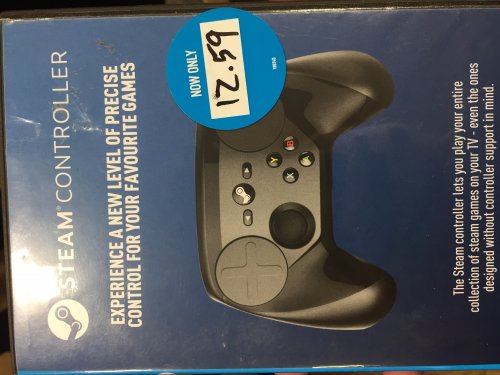 STEAM™ CONTROLLER
EXPERIENCE A NEW LEVEL OF PRECISE
CONTROL FOR YOUR FAVOURITE GAMES
NOW ONLY
12.59
Y
B
X
A
The Steam controller lets you play your entire
collection of steam games on your TV - even the ones
designed without controller support in mind.